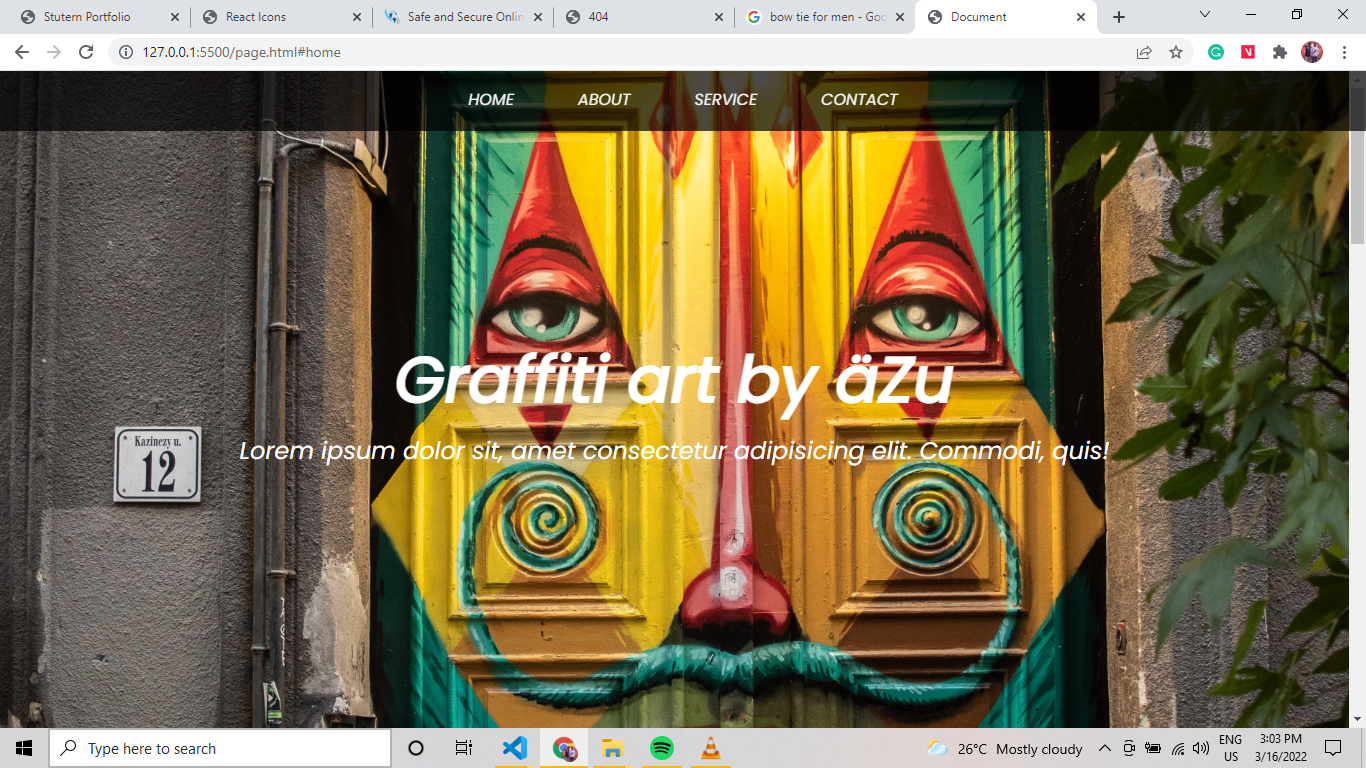 Stutern Portfolio
React Icons
Safe and Secure Onlin
404
bow tie for men - Goo
Document
127.0.0.1:5500/page.html#home
HOME ABOUT SERVICE CONTACT
Graffiti art by äZu
Lorem ipsum dolor sit, amet consectetur adipisicing elit. Commodi, quis!
Kazinczy u.
12
Type here to search
26°C Mostly cloudy
ENG
US
3:03 PM
3/16/2022